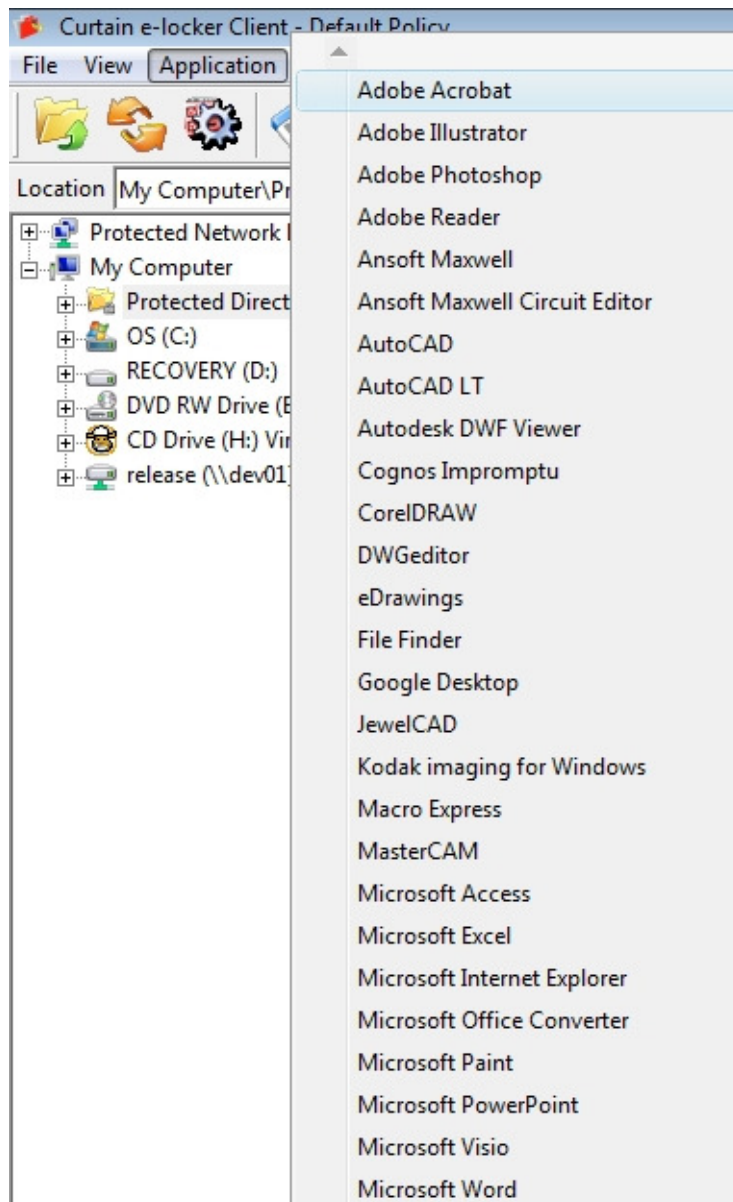 Curtain e-locker Client - Default Policy
File View Application
Location My Computer\Pr
Protected Network
My Computer
Protected Direct
OS (C:)
RECOVERY (D:)
DVD RW Drive (E
CD Drive (H:) Vir
release (\\dev01
Adobe Acrobat
Adobe Illustrator
Adobe Photoshop
Adobe Reader
Ansoft Maxwell
Ansoft Maxwell Circuit Editor
AutoCAD
AutoCAD LT
Autodesk DWF Viewer
Cognos Impromptu
CorelDRAW
DWGeditor
eDrawings
File Finder
Google Desktop
JewelCAD
Kodak imaging for Windows
Macro Express
MasterCAM
Microsoft Access
Microsoft Excel
Microsoft Internet Explorer
Microsoft Office Converter
Microsoft Paint
Microsoft PowerPoint
Microsoft Visio
Microsoft Word